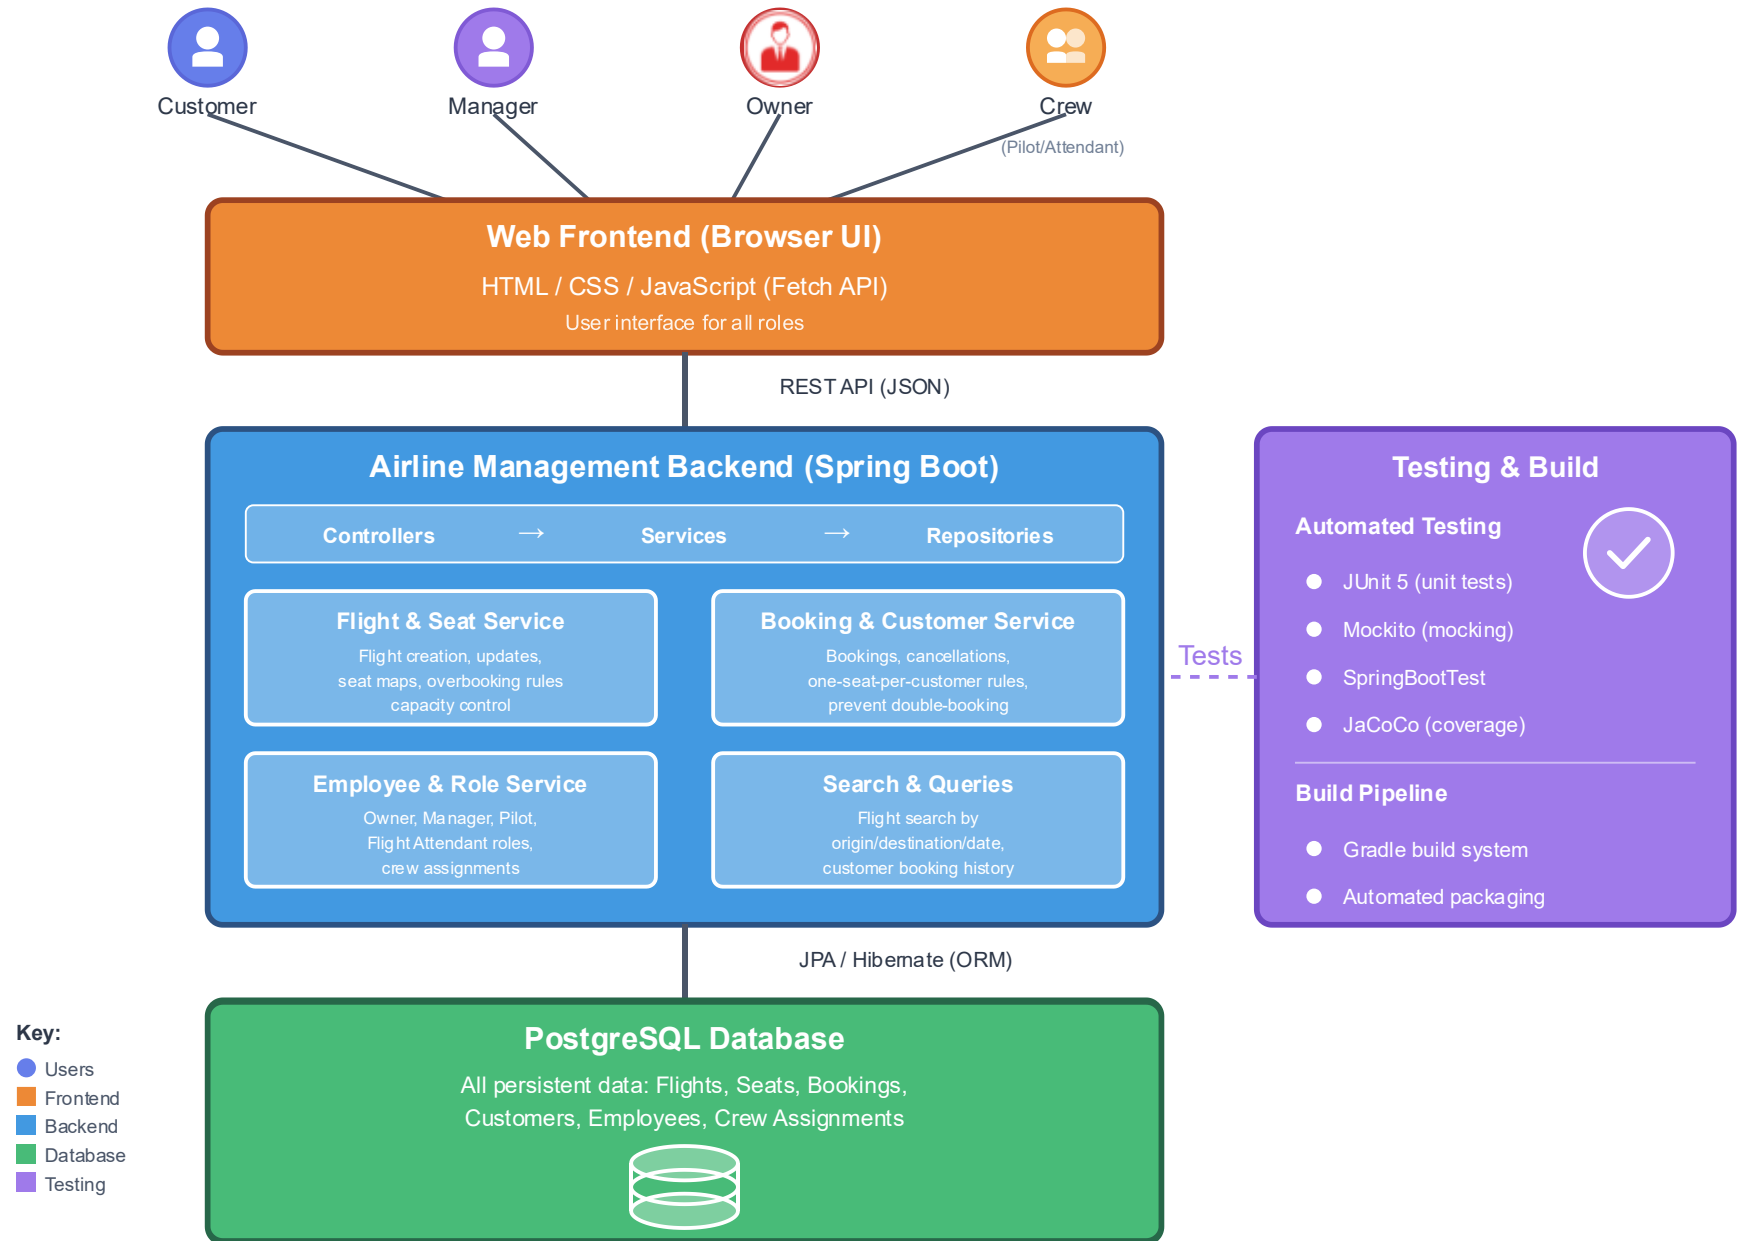 Customer
Manager
Owner
Crew
(Pilot/Attendant)
Web Frontend (Browser UI)
HTML / CSS / JavaScript (Fetch API)
User interface for all roles
REST API (JSON)
Airline Management Backend (Spring Boot)
Controllers → Services → Repositories
Flight & Seat Service
Flight creation, updates,
seat maps, overbooking rules
capacity control
Booking & Customer Service
Bookings, cancellations,
one-seat-per-customer rules,
prevent double-booking
Employee & Role Service
Owner, Manager, Pilot,
Flight Attendant roles,
crew assignments
Search & Queries
Flight search by
origin/destination/date,
customer booking history
Tests
Testing & Build
Automated Testing
JUnit 5 (unit tests)
Mockito (mocking)
SpringBootTest
JaCoCo (coverage)
Build Pipeline
Gradle build system
Automated packaging
JPA / Hibernate (ORM)
PostgreSQL Database
All persistent data: Flights, Seats, Bookings,
Customers, Employees, Crew Assignments
Key:
Users
Frontend
Backend
Database
Testing